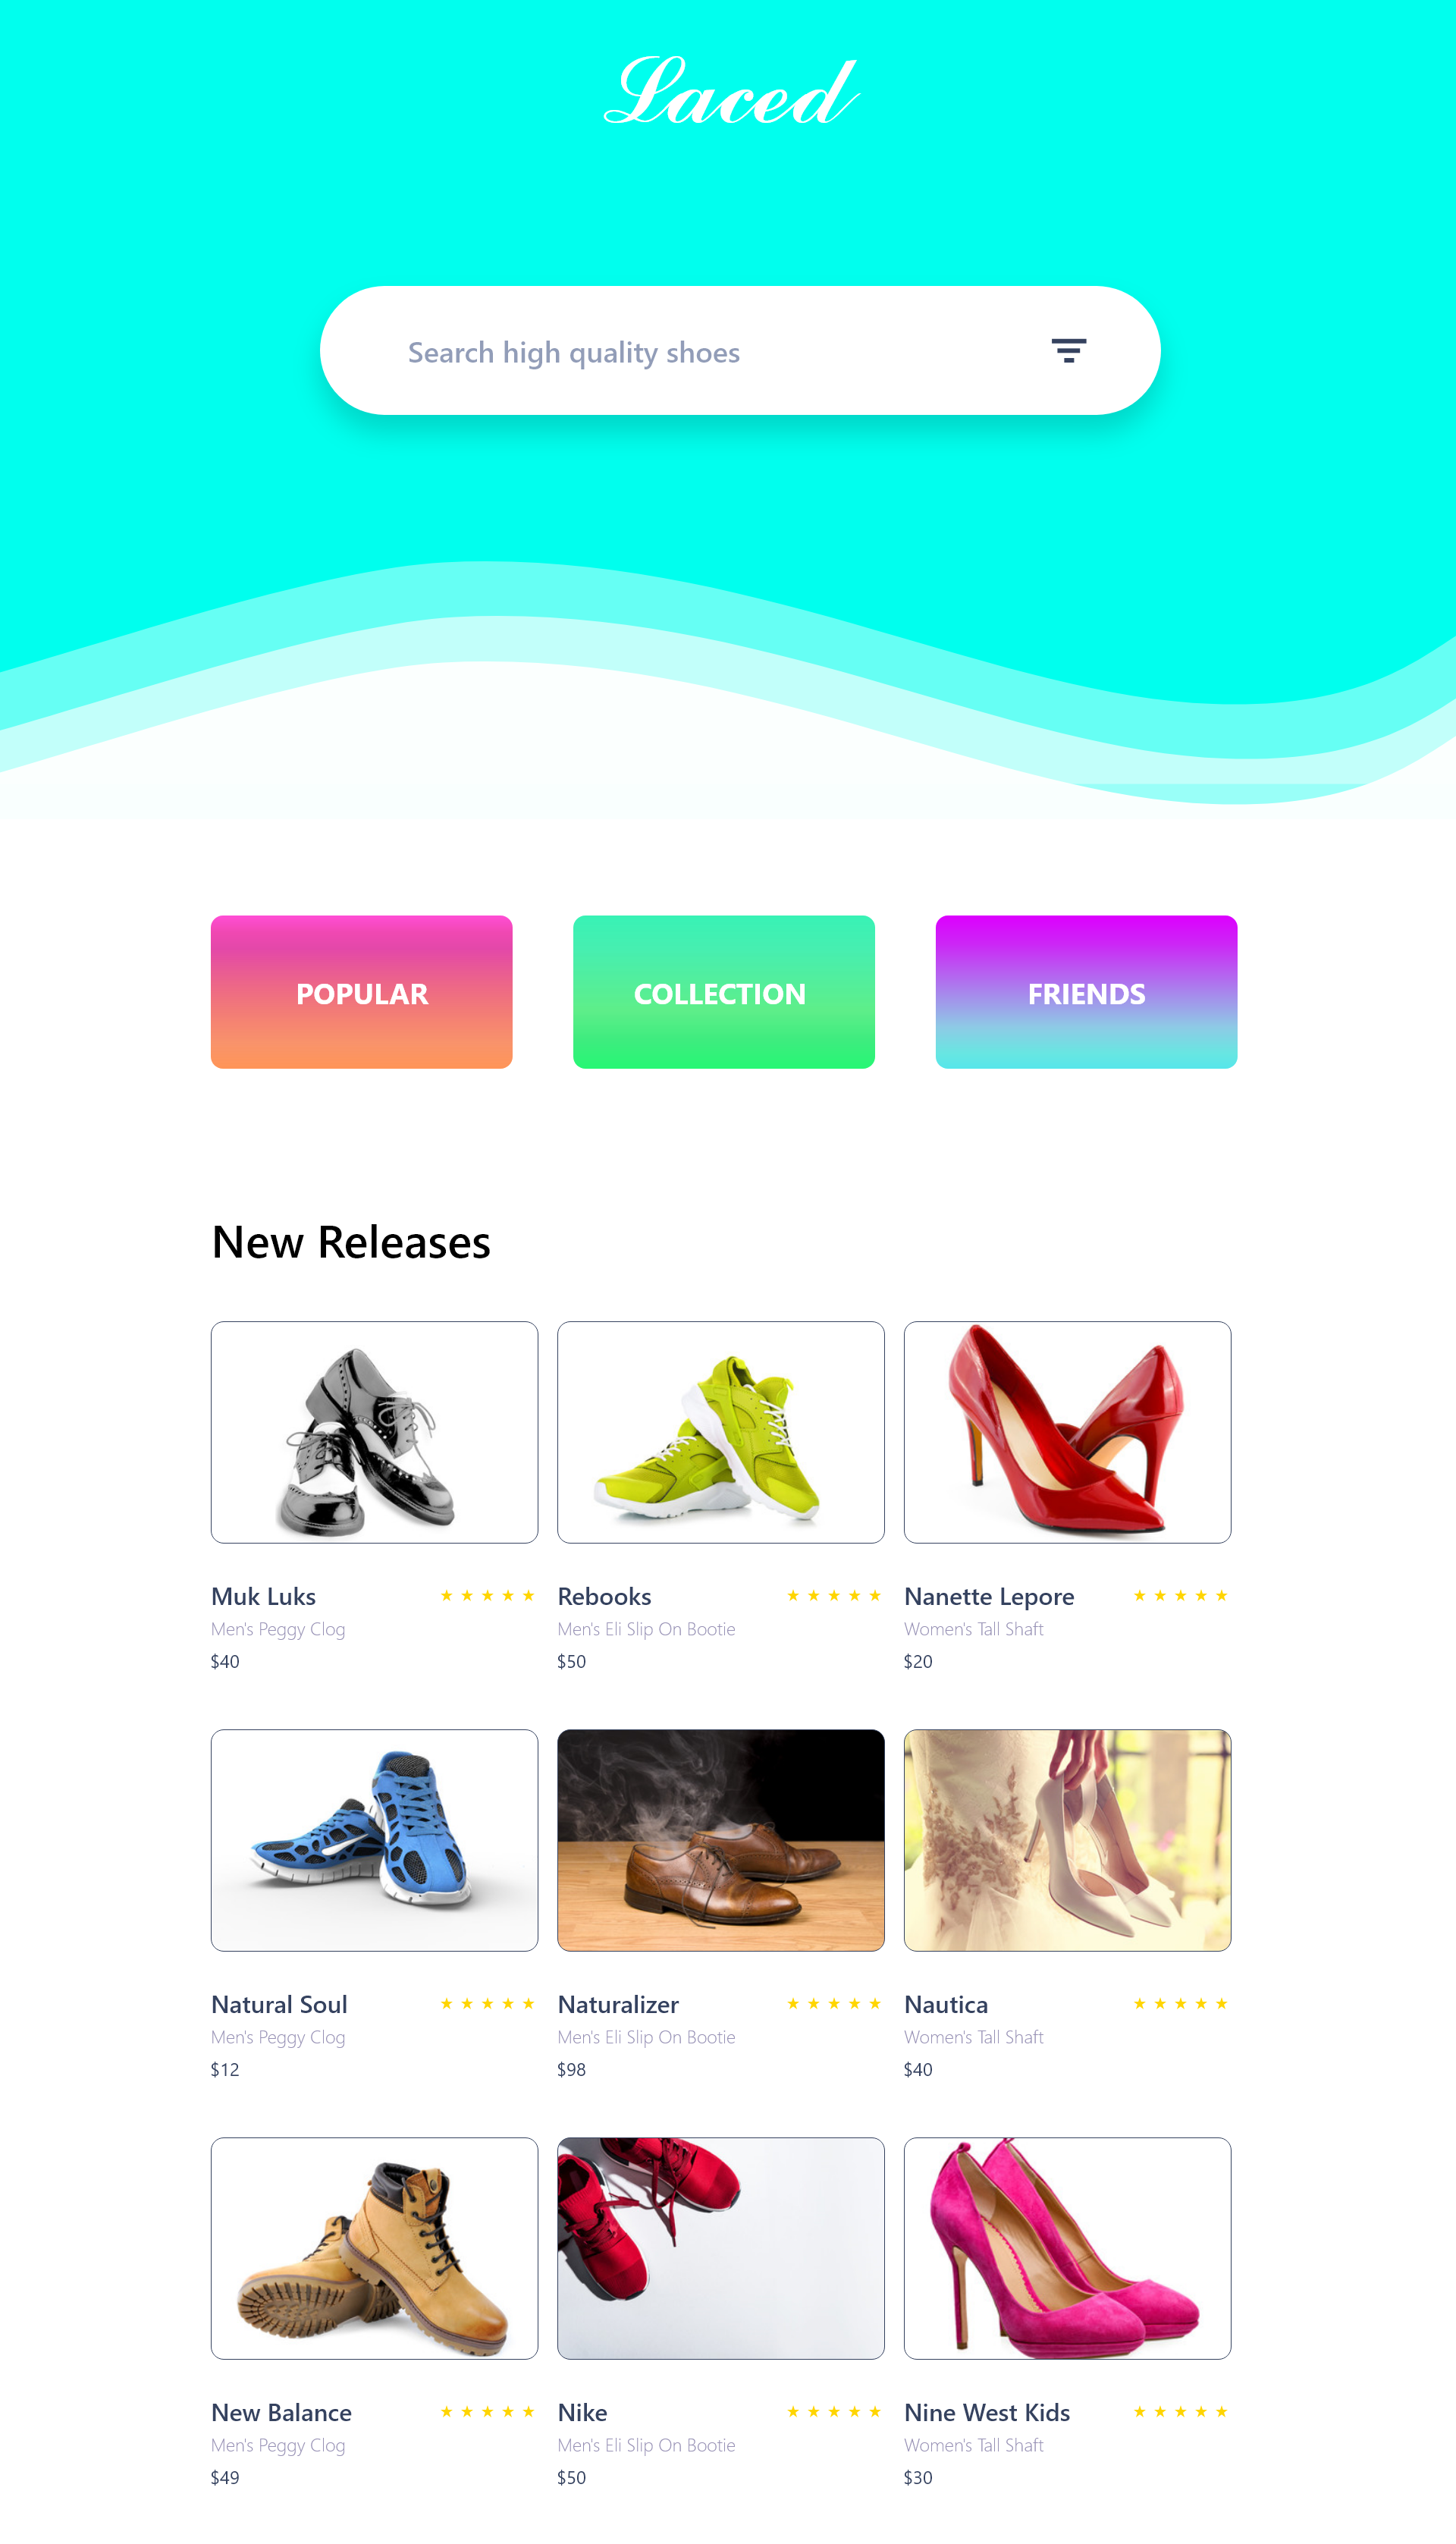 Laced
Search high quality shoes
POPULAR
COLLECTION
FRIENDS
New Releases
Muk Luks
Men's Peggy Clog
$40
Rebooks
Men's Eli Slip On Bootie
$50
Nanette Lepore
Women's Tall Shaft
$20
Natural Soul
Men's Peggy Clog
$12
Naturalizer
Men's Eli Slip On Bootie
$98
Nautica
Women's Tall Shaft
$40
New Balance
Men's Peggy Clog
$49
Nike
Men's Eli Slip On Bootie
$50
Nine West Kids
Women's Tall Shaft
$30